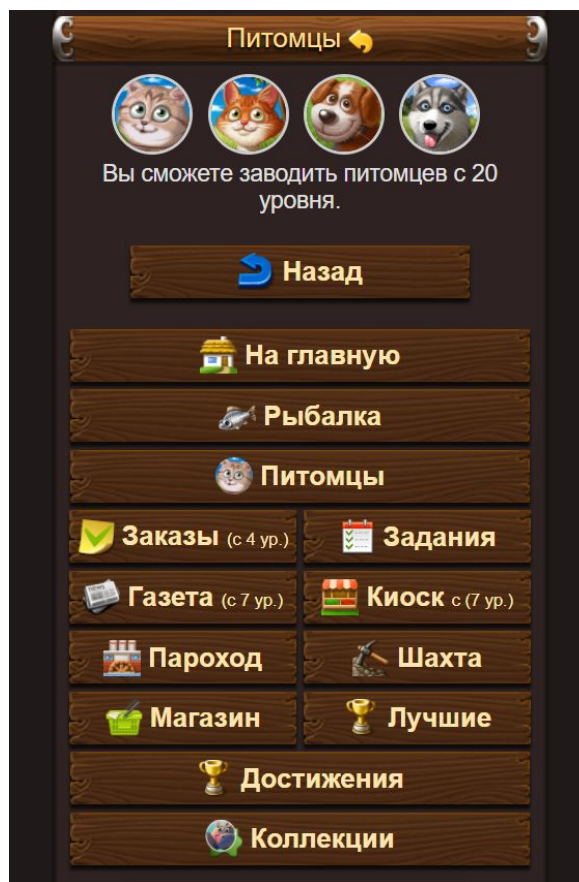 Питомцы
Вы сможете заводить питомцев с 20
уровня.
Назад
На главную
Рыбалка
Питомцы
Заказы (с 4 ур.)
Задания
Газета (с 7 ур.)
Киоск с (7 ур.)
Пароход
Шахта
Магазин
Лучшие
Достижения
Коллекции